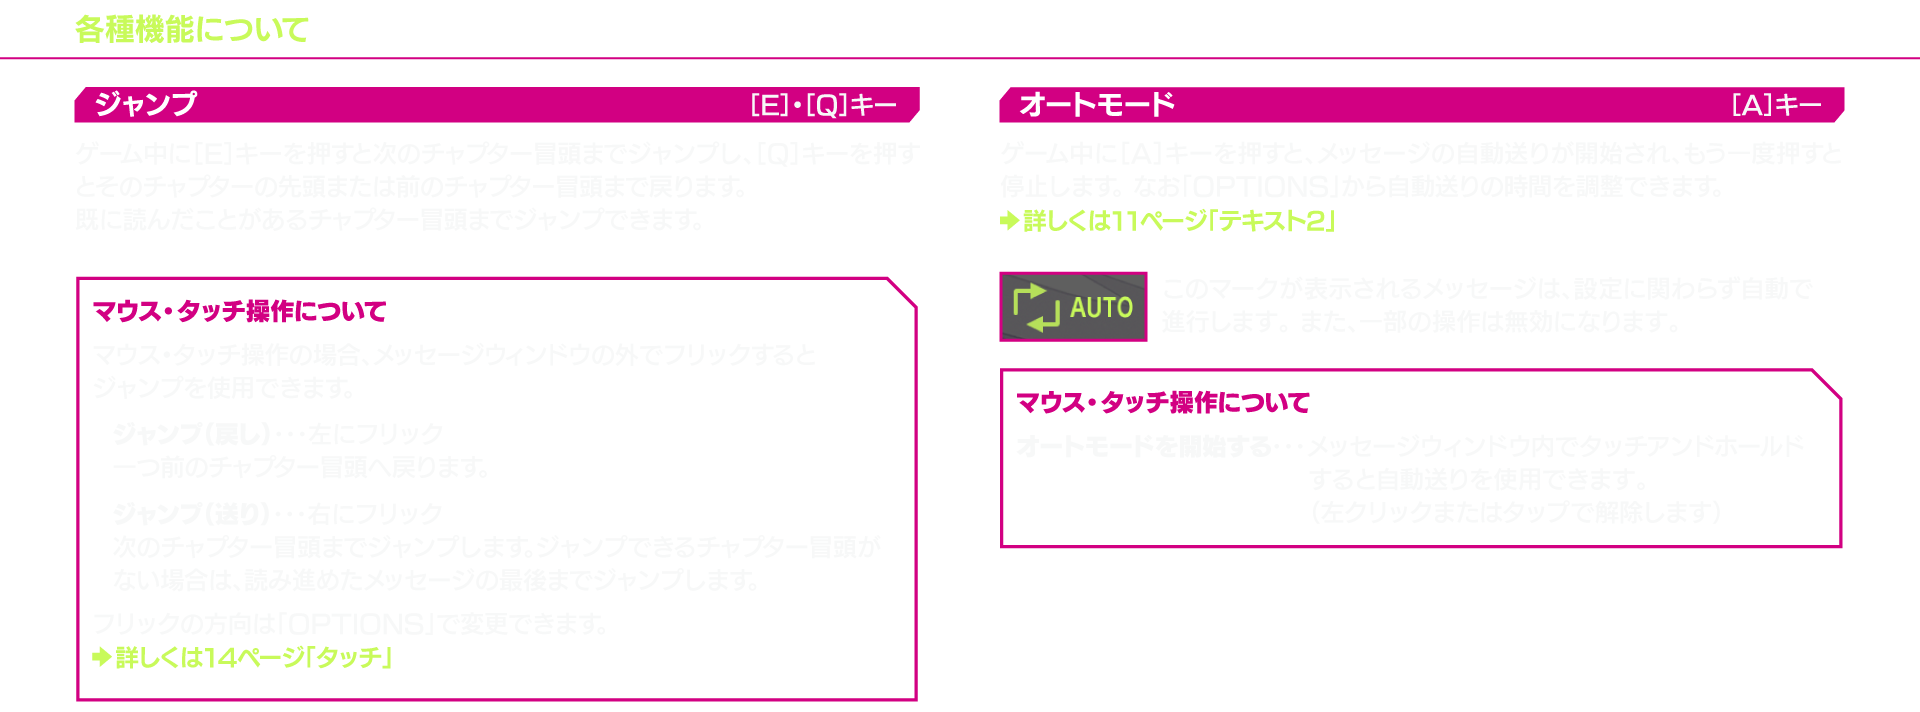 各種機能について
ジャンプ [E]・[Q]キー
ゲーム中に[E]キーを押すと次のチャプター冒頭までジャンプし、[Q]キーを押す
とそのチャプターの先頭または前のチャプター冒頭まで戻ります。
既に読んだことがあるチャプター冒頭までジャンプできます。
マウス・タッチ操作について
マウス・タッチ操作の場合、メッセージウィンドウの外でフリックすると
ジャンプを使用できます。
ジャンプ(戻し)・・・左にフリック
一つ前のチャプター冒頭へ戻ります。
ジャンプ(送り)・・・右にフリック
次のチャプター冒頭までジャンプします。ジャンプできるチャプター冒頭が
ない場合は、読み進めたメッセージの最後までジャンプします。
フリックの方向は「OPTIONS」で変更できます。
➡詳しくは14ページ「タッチ」
オートモード [A]キー
ゲーム中に[A]キーを押すと、メッセージの自動送りが開始され、もう一度押すと
停止します。なお「OPTIONS」から自動送りの時間を調整できます。
➡詳しくは11ページ「テキスト2」
AUTO
このマークが表示されるメッセージは、設定に関わらず自動で
進行します。また、一部の操作は無効になります。
マウス・タッチ操作について
オートモードを開始する・・・メッセージウィンドウ内でタッチアンドホールド
すると自動送りを使用できます。
(左クリックまたはタップで解除します)